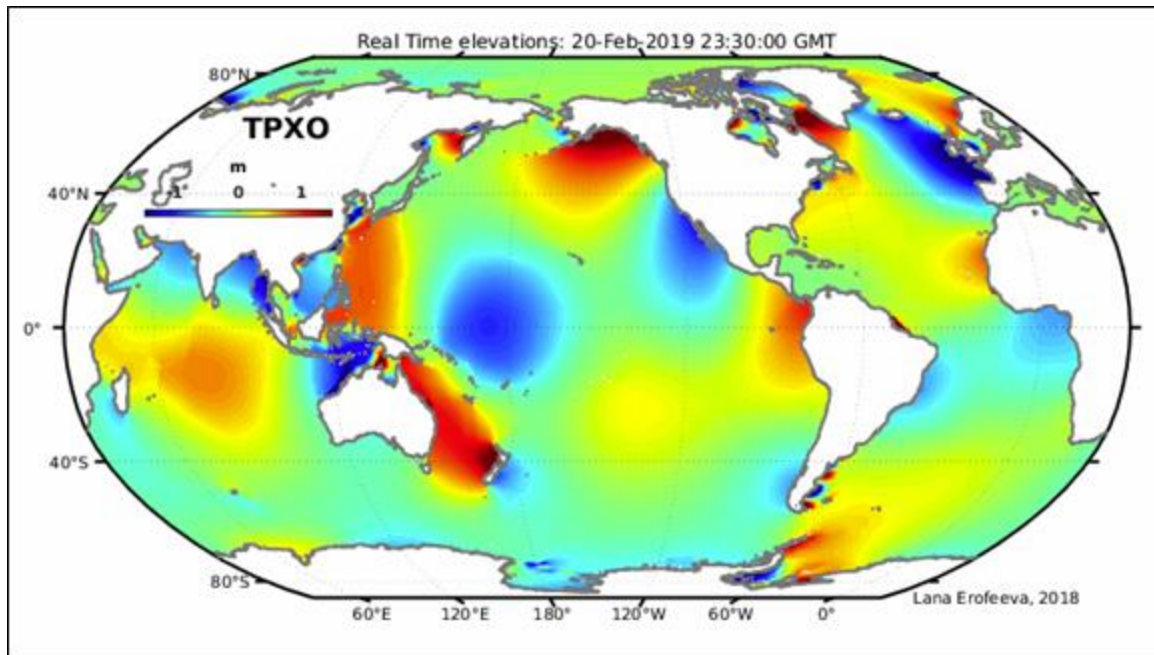 Real Time elevations: 20-Feb-2019 23:30:00 GMT
80°N
TPXO
m
-1 0 1
40°N
0°
40°S
80°S
60°E 120°E 180° 120°W 60°W 0°
Lana Erofeeva, 2018